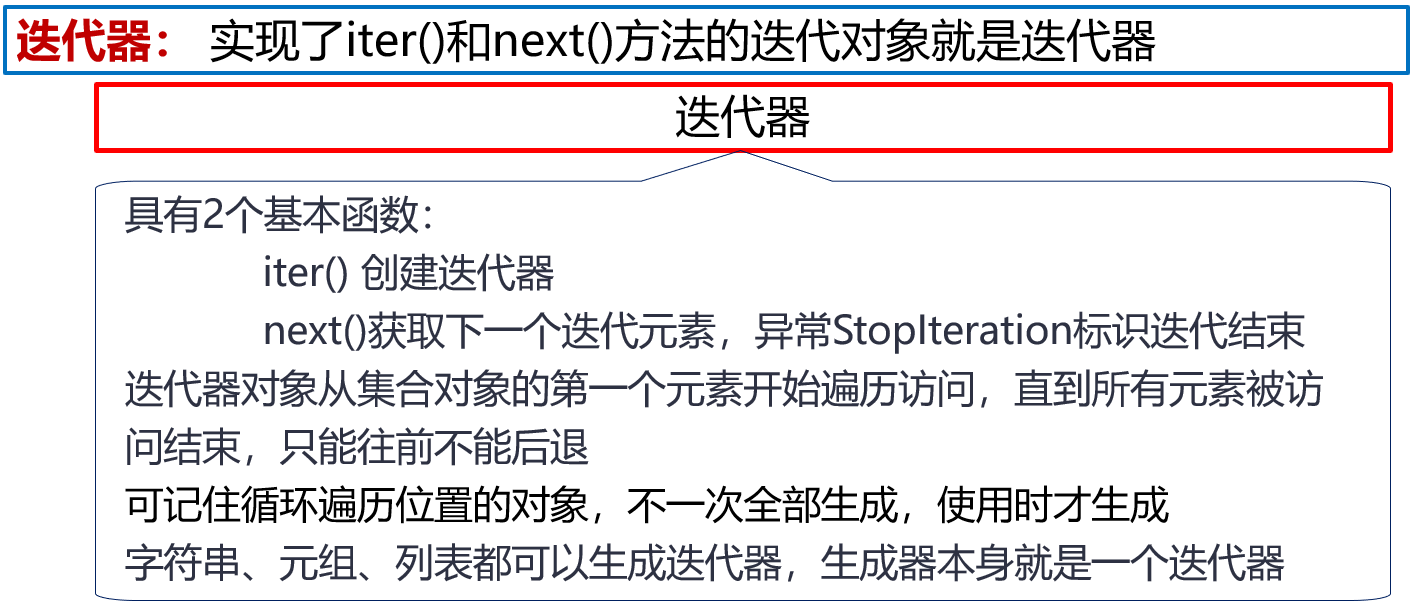 迭代器： 实现了iter()和next()方法的迭代对象就是迭代器
迭代器
具有2个基本函数：
iter() 创建迭代器
next()获取下一个迭代元素，异常StopIteration标识迭代结束
迭代器对象从集合对象的第一个元素开始遍历访问，直到所有元素被访
问结束，只能往前不能后退
可记住循环遍历位置的对象，不一次全部生成，使用时才生成
字符串、元组、列表都可以生成迭代器，生成器本身就是一个迭代器